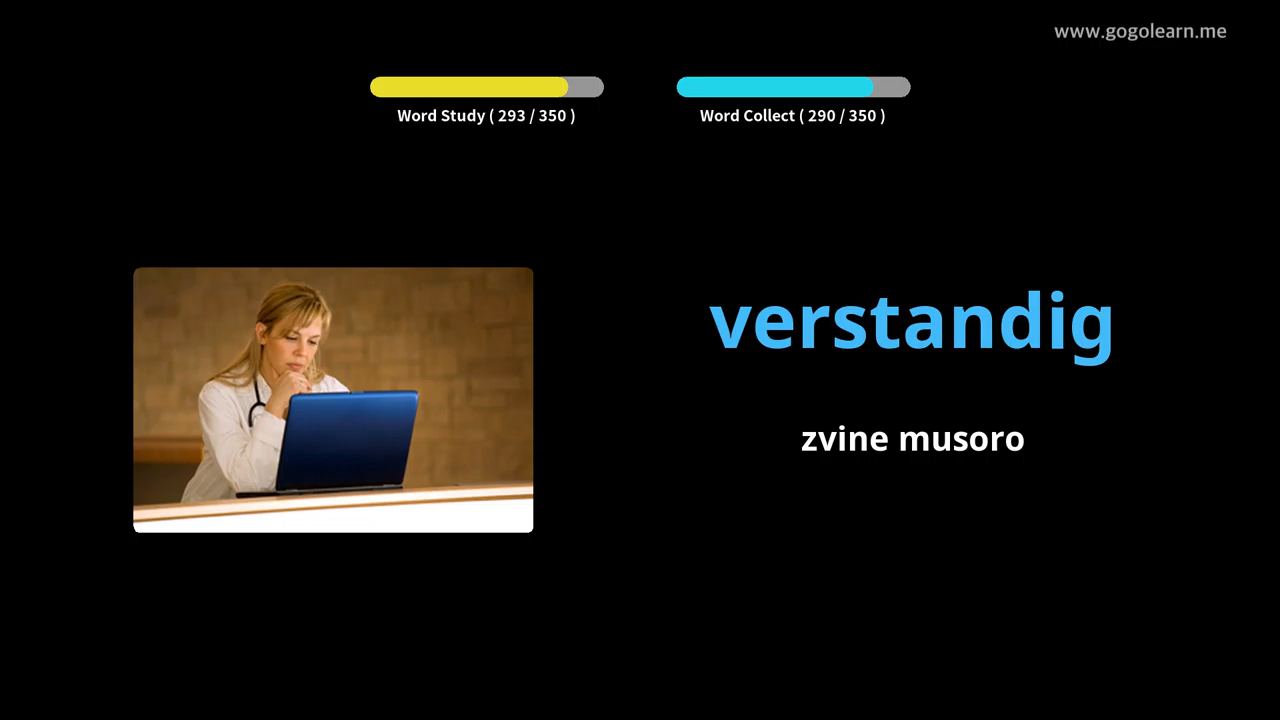 www.gogolearn.me
Word Study ( 293 / 350 )
Word Collect ( 290 / 350 )
verstandig
zvine musoro